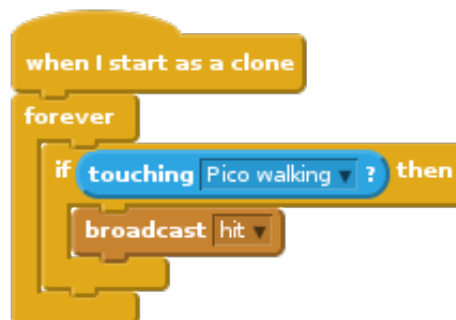 when I start as a clone
forever
if touching Pico walking ? then
broadcast hit